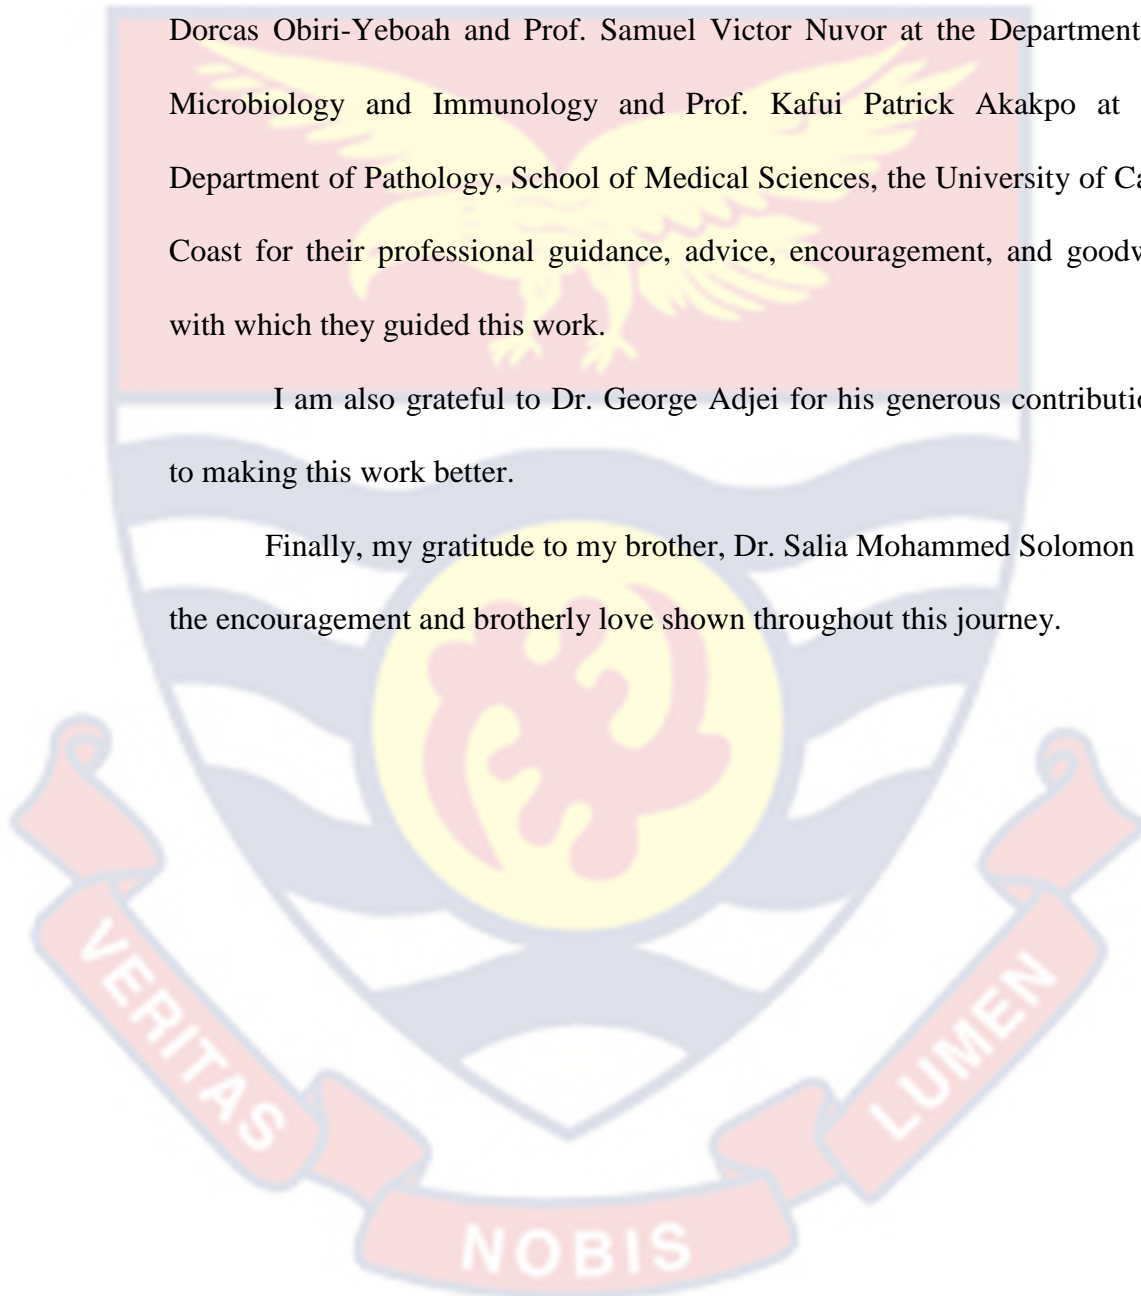 Dorcas Obiri-Yeboah and Prof. Samuel Victor Nuvor at the Department
Microbiology and Immunology and Prof. Kafui Patrick Akakpo at
Department of Pathology, School of Medical Sciences, the University of Ca
Coast for their professional guidance, advice, encouragement, and goodw
with which they guided this work.
I am also grateful to Dr. George Adjei for his generous contributio
to making this work better.
Finally, my gratitude to my brother, Dr. Salia Mohammed Solomon
the encouragement and brotherly love shown throughout this journey.
VERITAS
NOBIS
LUMEN